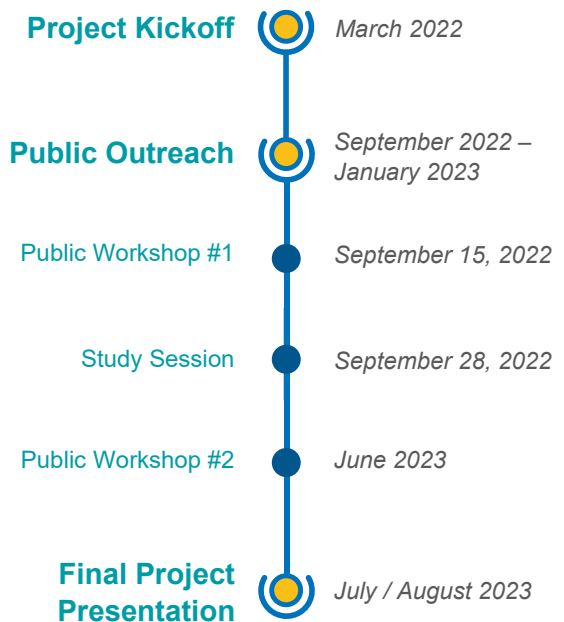 Project Kickoff
March 2022
Public Outreach
September 2022 –
January 2023
Public Workshop #1
September 15, 2022
Study Session
September 28, 2022
Public Workshop #2
June 2023
Final Project
Presentation
July / August 2023